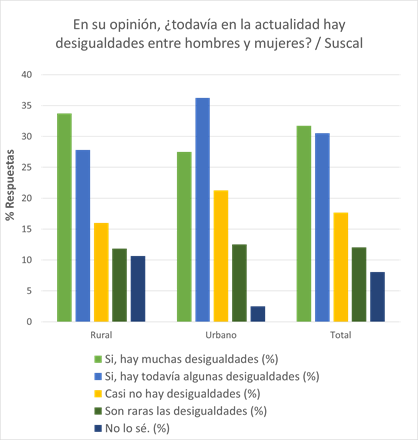 En su opinión, ¿todavía en la actualidad hay
desigualdades entre hombres y mujeres? / Suscal
40
35
30
25
20
15
10
5
0
% Respuestas
Rural
Urbano
Total
Si, hay muchas desigualdades (%)
Si, hay todavía algunas desigualdades (%)
Casi no hay desigualdades (%)
Son raras las desigualdades (%)
No lo sé. (%)